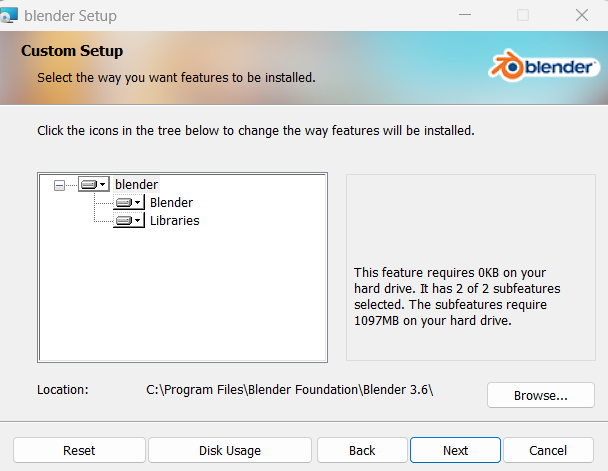 blender Setup
Custom Setup
Select the way you want features to be installed.
blender
Click the icons in the tree below to change the way features will be installed.
blender
Blender
Libraries
This feature requires 0KB on your
hard drive. It has 2 of 2 subfeatures
selected. The subfeatures require
1097MB on your hard drive.
Location:
C:\Program Files\Blender Foundation\Blender 3.6\
Browse...
Reset
Disk Usage
Back
Next
Cancel